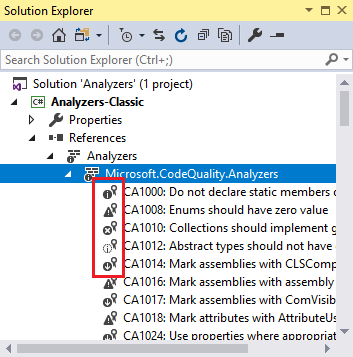 Solution Explorer
Search Solution Explorer (Ctrl+;)
Solution 'Analyzers' (1 project)
C# Analyzers-Classic
Properties
References
Analyzers
Microsoft.CodeQuality.Analyzers
CA1000: Do not declare static members
CA1008: Enums should have zero value
CA1010: Collections should implement
CA1012: Abstract types should not have
CA1014: Mark assemblies with CLSComp
CA1016: Mark assemblies with assembly
CA1017: Mark assemblies with ComVisib
CA1018: Mark attributes with AttributeUs
CA1024: Use properties where appropriat